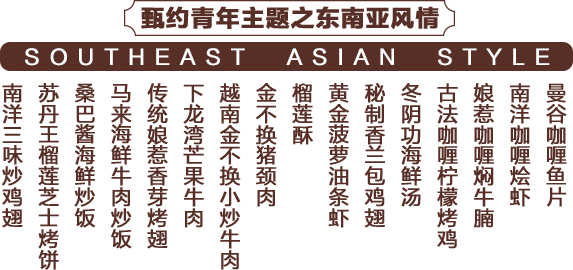 甄约青年主题之东南亚风情
SOUTHEAST ASIAN STYLE
南洋三味炒鸡翅
苏丹王榴莲芝士烤饼
桑巴酱海鲜炒饭
马来海鲜牛肉炒饭
传统娘惹香芽烤翅
下龙湾芒果牛肉
越南金不换小炒牛肉
金不换猪颈肉
榴莲酥
黄金菠萝油条虾
秘制香兰包鸡翅
冬阴功海鲜汤
古法咖喱柠檬烤鸡
娘惹咖喱焖牛腩
南洋咖喱烩虾
曼谷咖喱鱼片